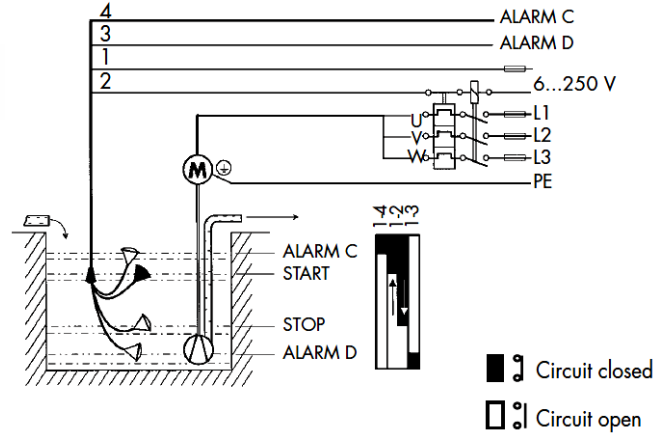 4 ALARM C
3 ALARM D
1
2 6...250 V
U L1
V L2
W L3
M PE
1-4 1-2 1-3
ALARM C
START
STOP
ALARM D
Circuit closed
Circuit open